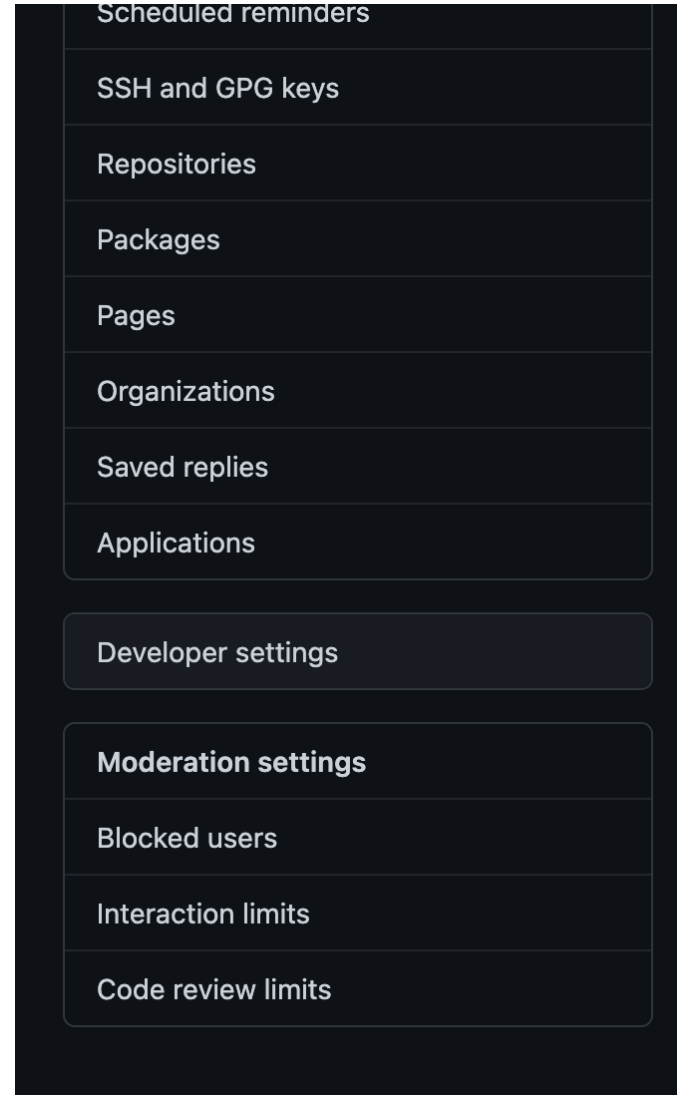 Scheduled reminders
SSH and GPG keys
Repositories
Packages
Pages
Organizations
Saved replies
Applications
Developer settings
Moderation settings
Blocked users
Interaction limits
Code review limits